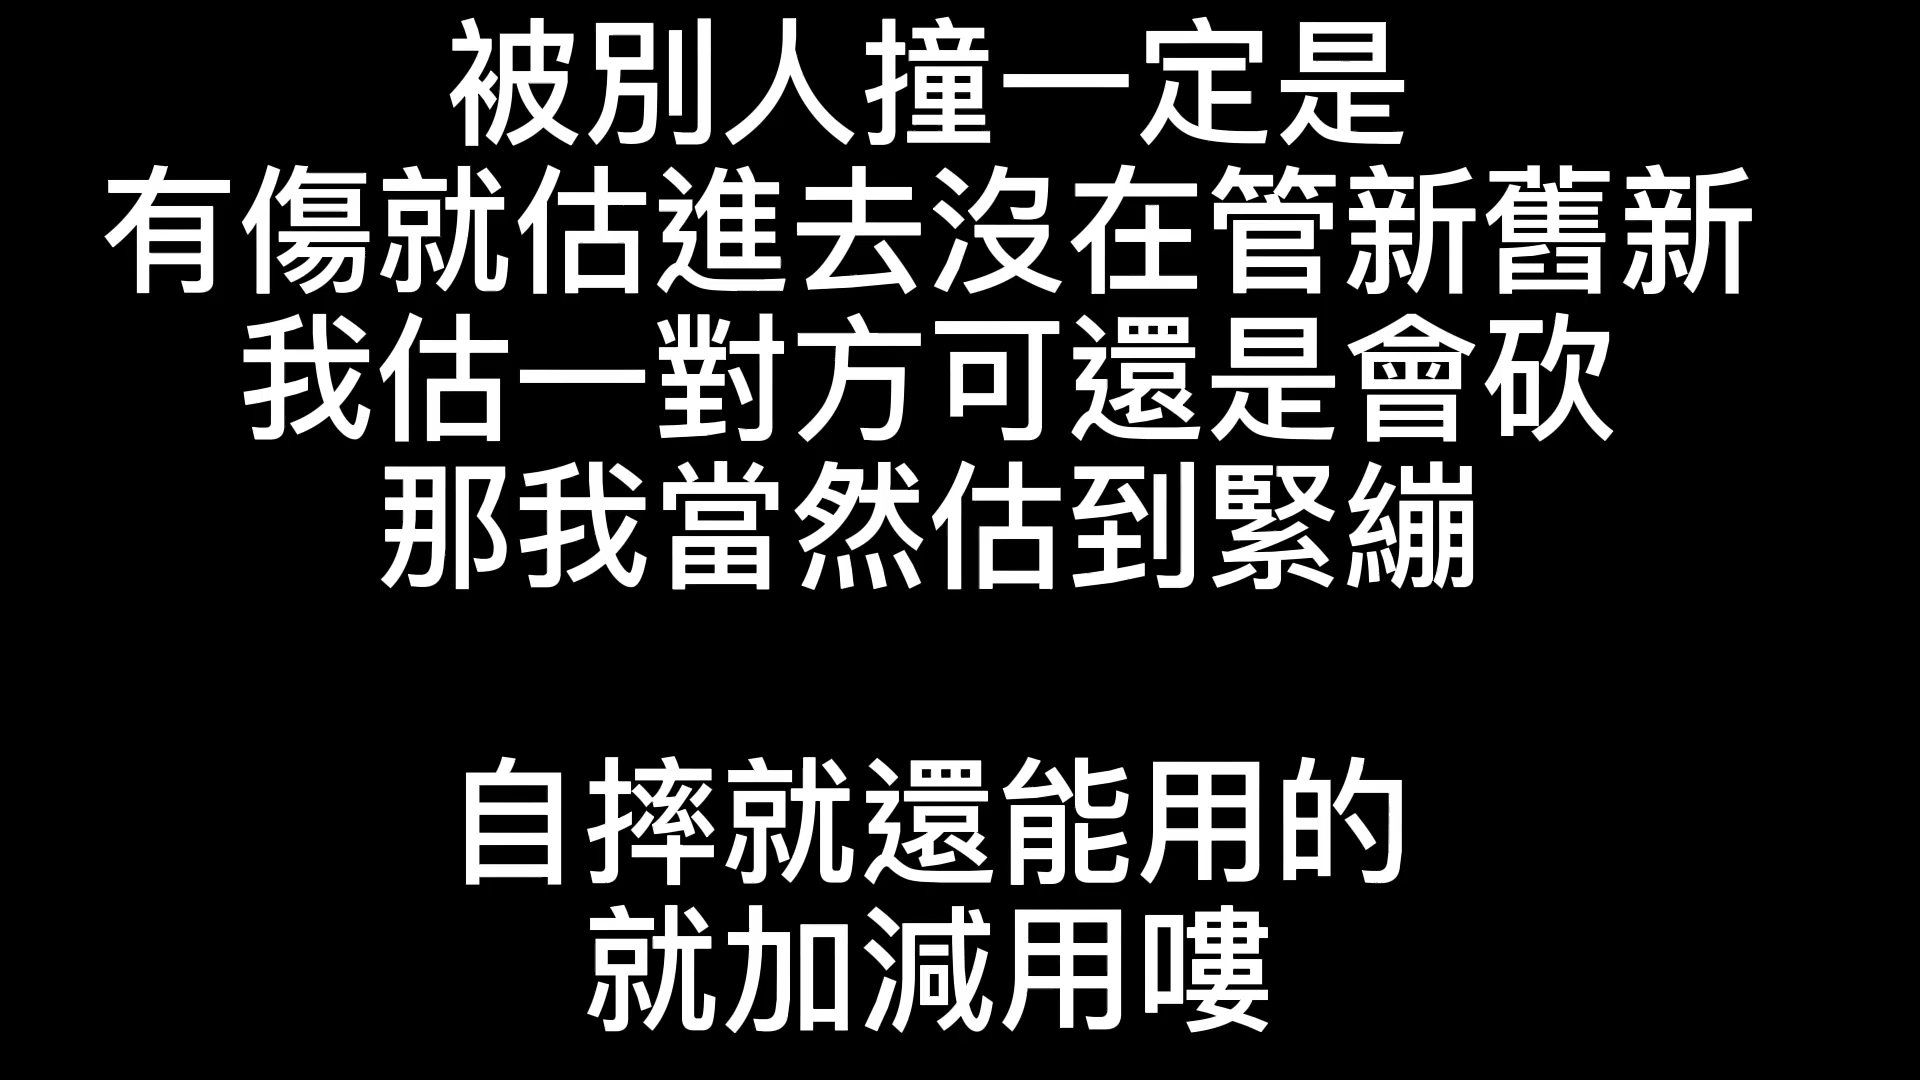 被別人撞一定是
有傷就估進去沒在管新舊新
我估一對方可還是會砍
那我當然估到緊繃
自摔就還能用的
就加減用嘍